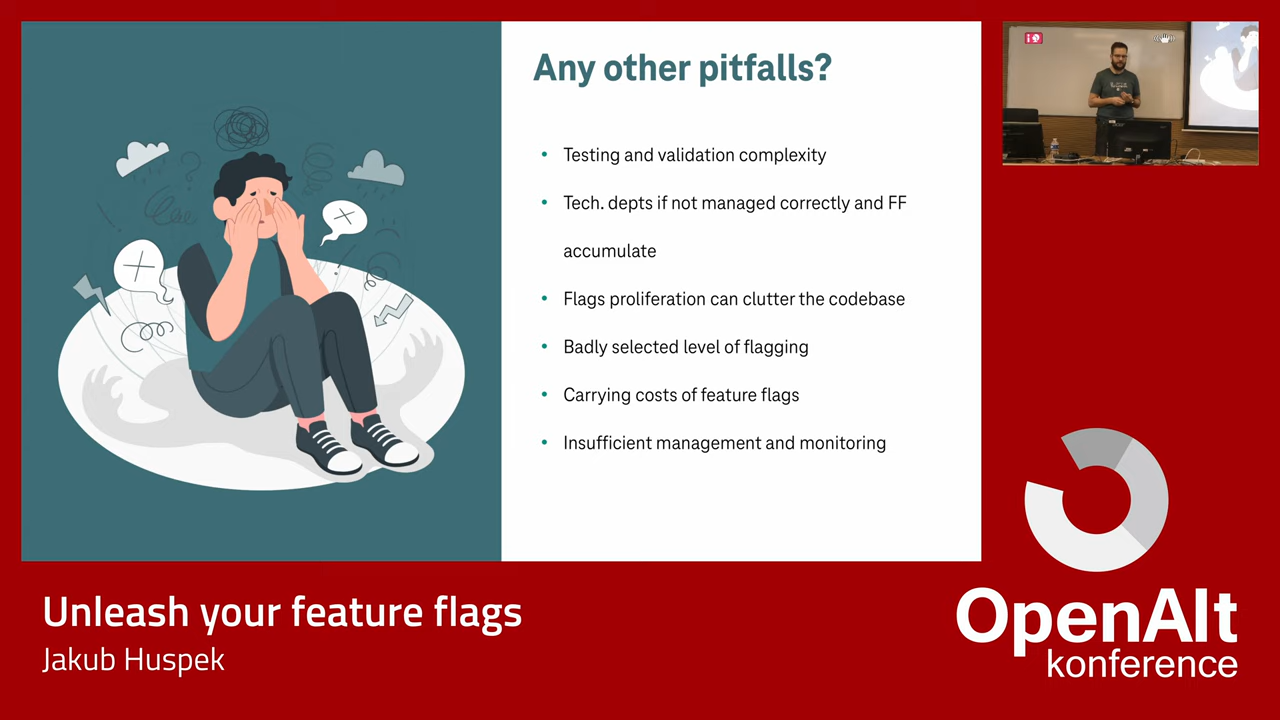 Any other pitfalls?
• Testing and validation complexity
• Tech. depts if not managed correctly and FF
accumulate
• Flags proliferation can clutter the codebase
• Badly selected level of flagging
• Carrying costs of feature flags
• Insufficient management and monitoring
Unleash your feature flags
Jakub Huspek
OpenAlt
konference